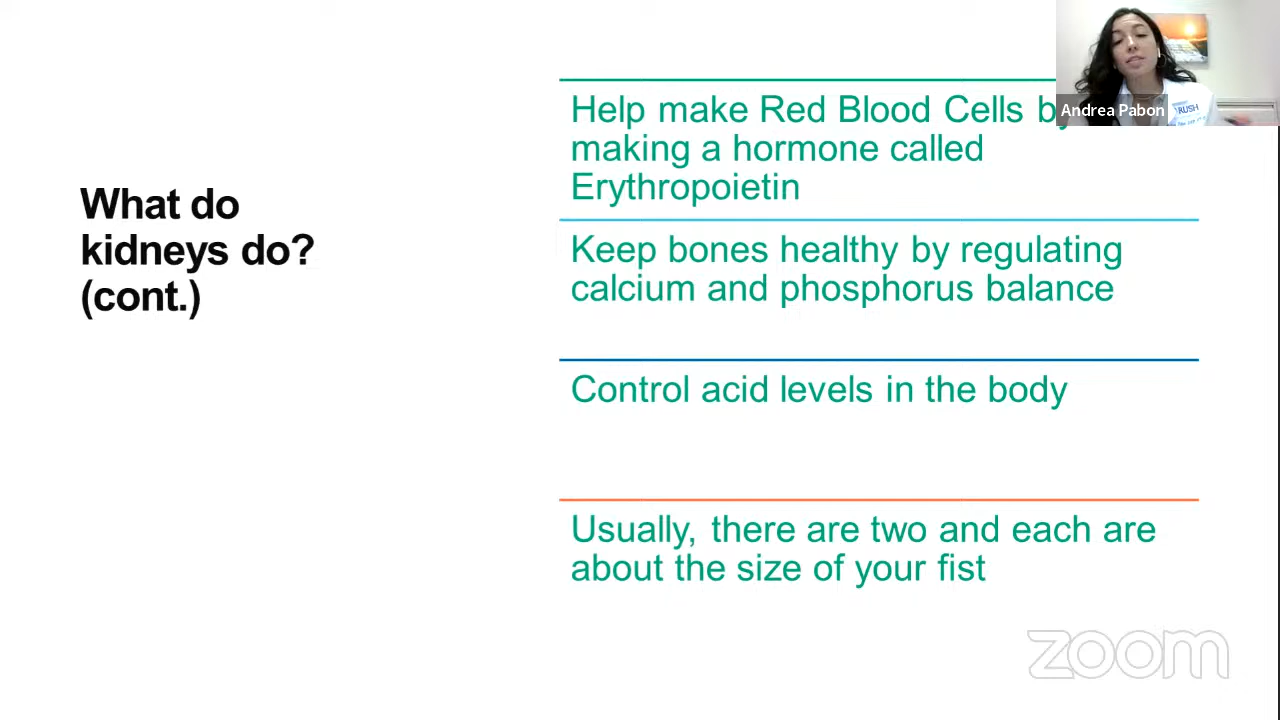 What do
kidneys do?
(cont.)
Help make Red Blood Cells by
making a hormone called
Erythropoietin
Keep bones healthy by regulating
calcium and phosphorus balance
Control acid levels in the body
Usually, there are two and each are
about the size of your fist
Andrea Pabon
RUSH
zoom